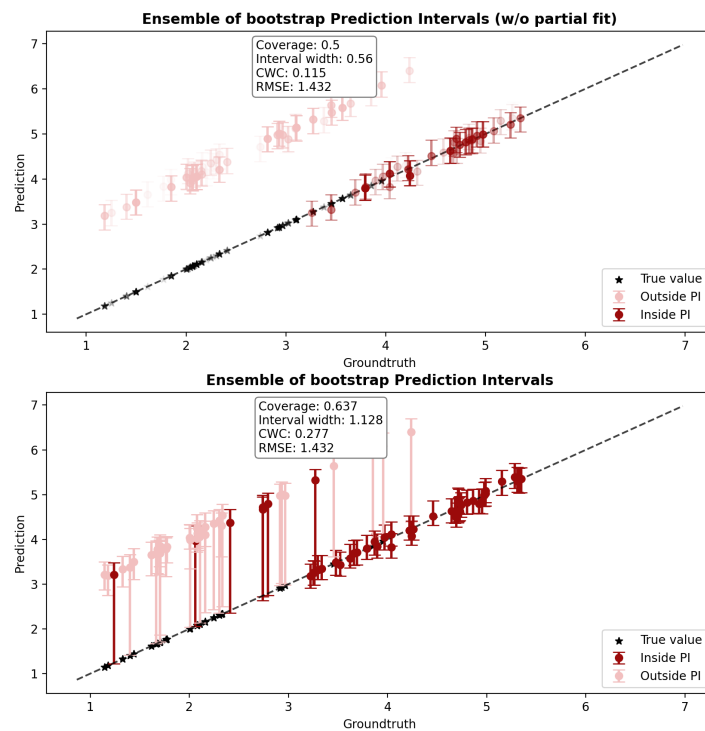 Ensemble of bootstrap Prediction Intervals (w/o partial fit)
7
6
5
4
3
2
1
Prediction
Coverage: 0.5
Interval width: 0.56
CWC: 0.115
RMSE: 1.432
True value
Outside PI
Inside PI
1 2 3 4 5 6 7
Groundtruth
Ensemble of bootstrap Prediction Intervals
7
6
5
4
3
2
1
Prediction
Coverage: 0.637
Interval width: 1.128
CWC: 0.277
RMSE: 1.432
True value
Inside PI
Outside PI
1 2 3 4 5 6 7
Groundtruth